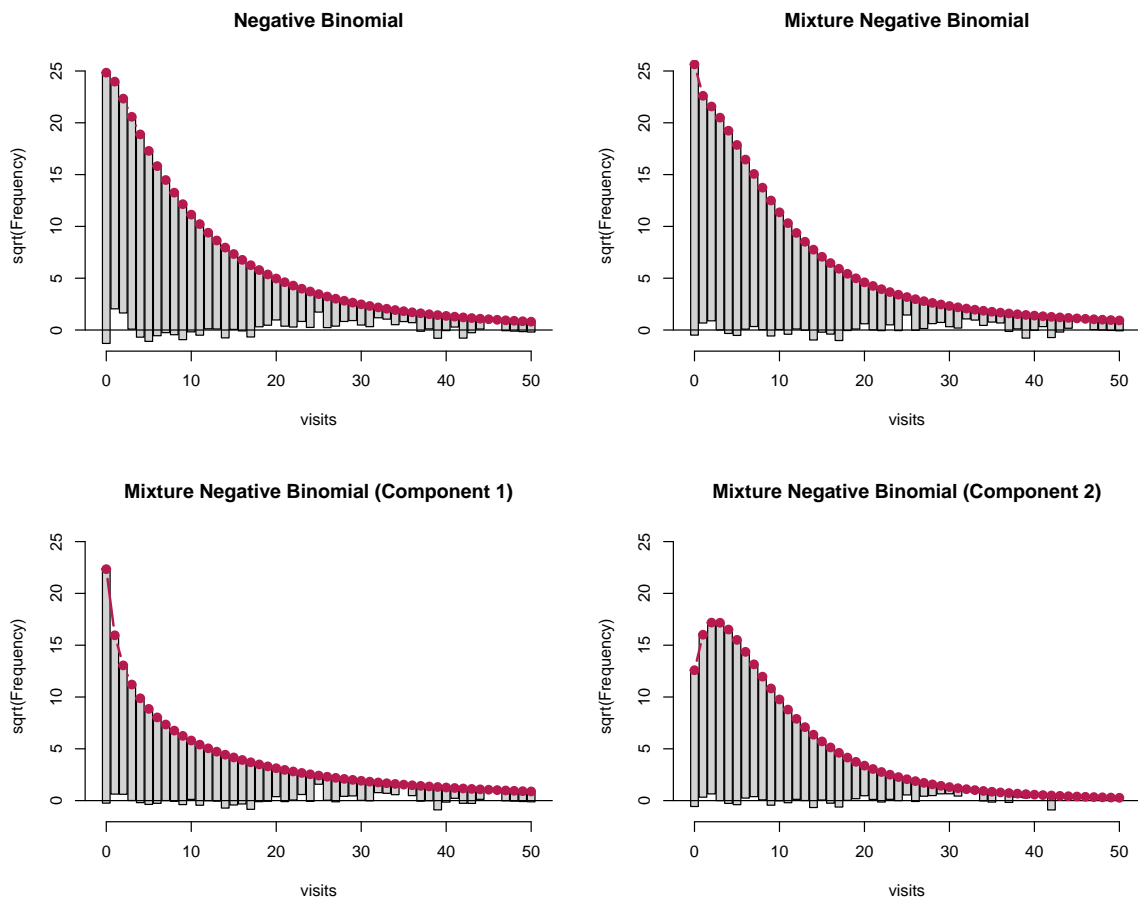 Negative Binomial
sqrt(Frequency)
25
20
15
10
5
0
0 10 20 30 40 50
visits
Mixture Negative Binomial
sqrt(Frequency)
25
20
15
10
5
0
0 10 20 30 40 50
visits
Mixture Negative Binomial (Component 1)
sqrt(Frequency)
25
20
15
10
5
0
0 10 20 30 40 50
visits
Mixture Negative Binomial (Component 2)
sqrt(Frequency)
25
20
15
10
5
0
0 10 20 30 40 50
visits